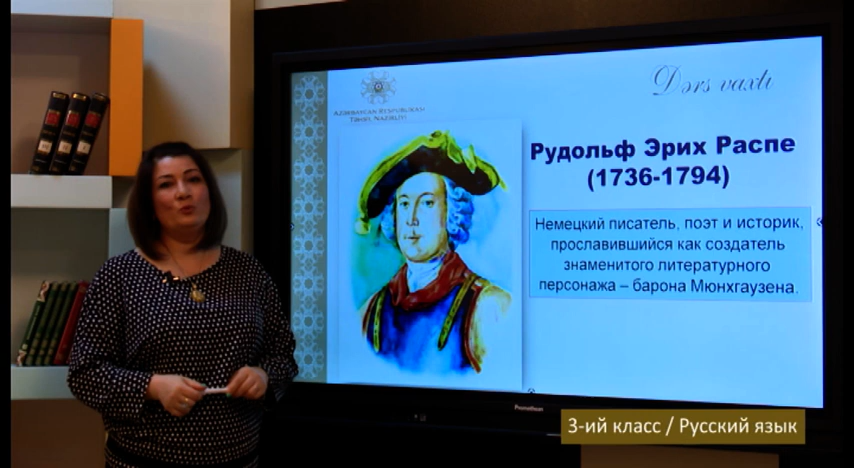 Dərs vaxtı
AZƏRBAYCAN RESPUBLİKASI
TƏHSİL NAZİRLİYİ
Рудольф Эрих Распе
(1736-1794)
Немецкий писатель, поэт и историк,
прославившийся как создатель
знаменитого литературного
персонажа – барона Мюнхгаузена.
Promethean
3-ий класс / Русский язык